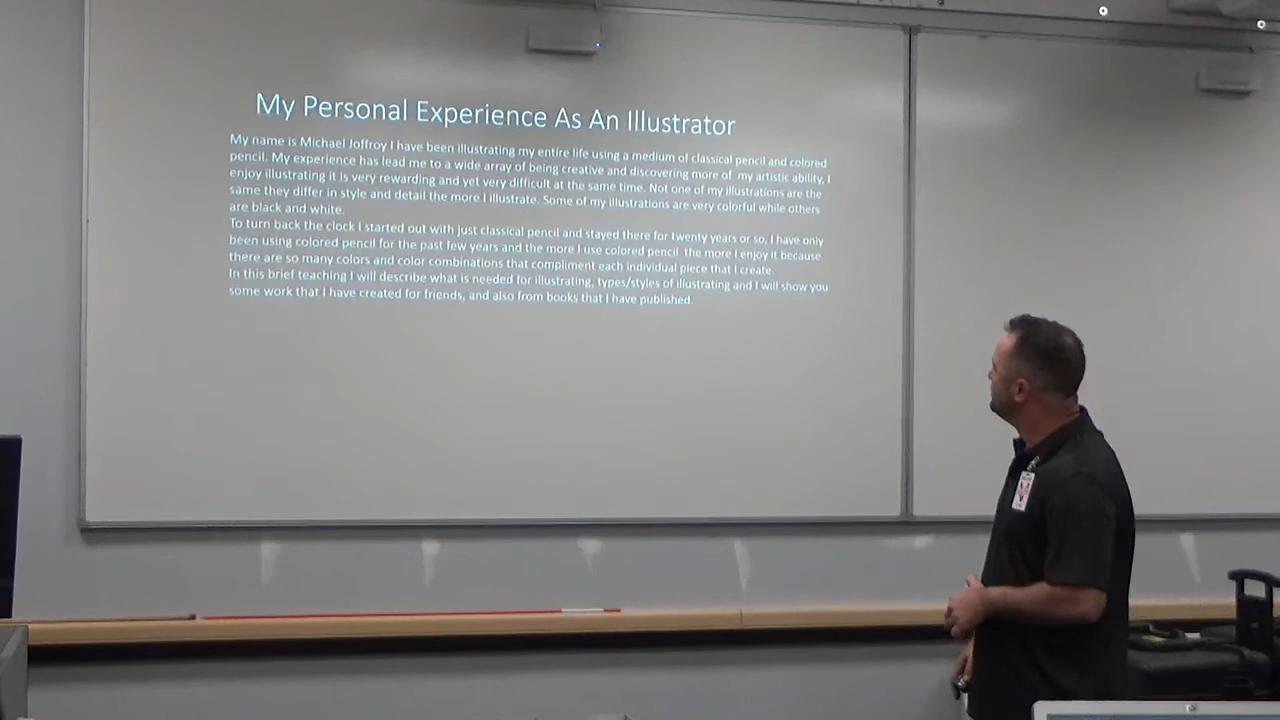 My Personal Experience As An Illustrator
My name is Michael Joffroy I have been illustrating my entire life using a medium of classical pencil and colored
pencil. My experience has lead me to a wide array of being creative and discovering more of my artistic ability, I
enjoy illustrating it is very rewarding and yet very difficult at the same time. Not one of my illustrations are the
same they differ in style and detail the more I illustrate. Some of my illustrations are very colorful while others
are black and white.
To turn back the clock I started out with just classical pencil and stayed there for twenty years or so, I have only
been using colored pencil for the past few years and the more I use colored pencil the more I enjoy it because
there are so many colors and color combinations that compliment each individual piece that I create.
In this brief teaching I will describe what is needed for illustrating, types/styles of illustrating and I will show you
some work that I have created for friends, and also from books that I have published.